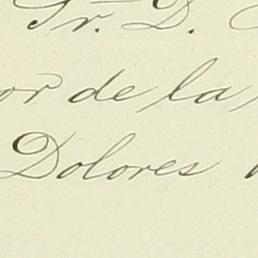 Sr. D.
or de la
Dolores